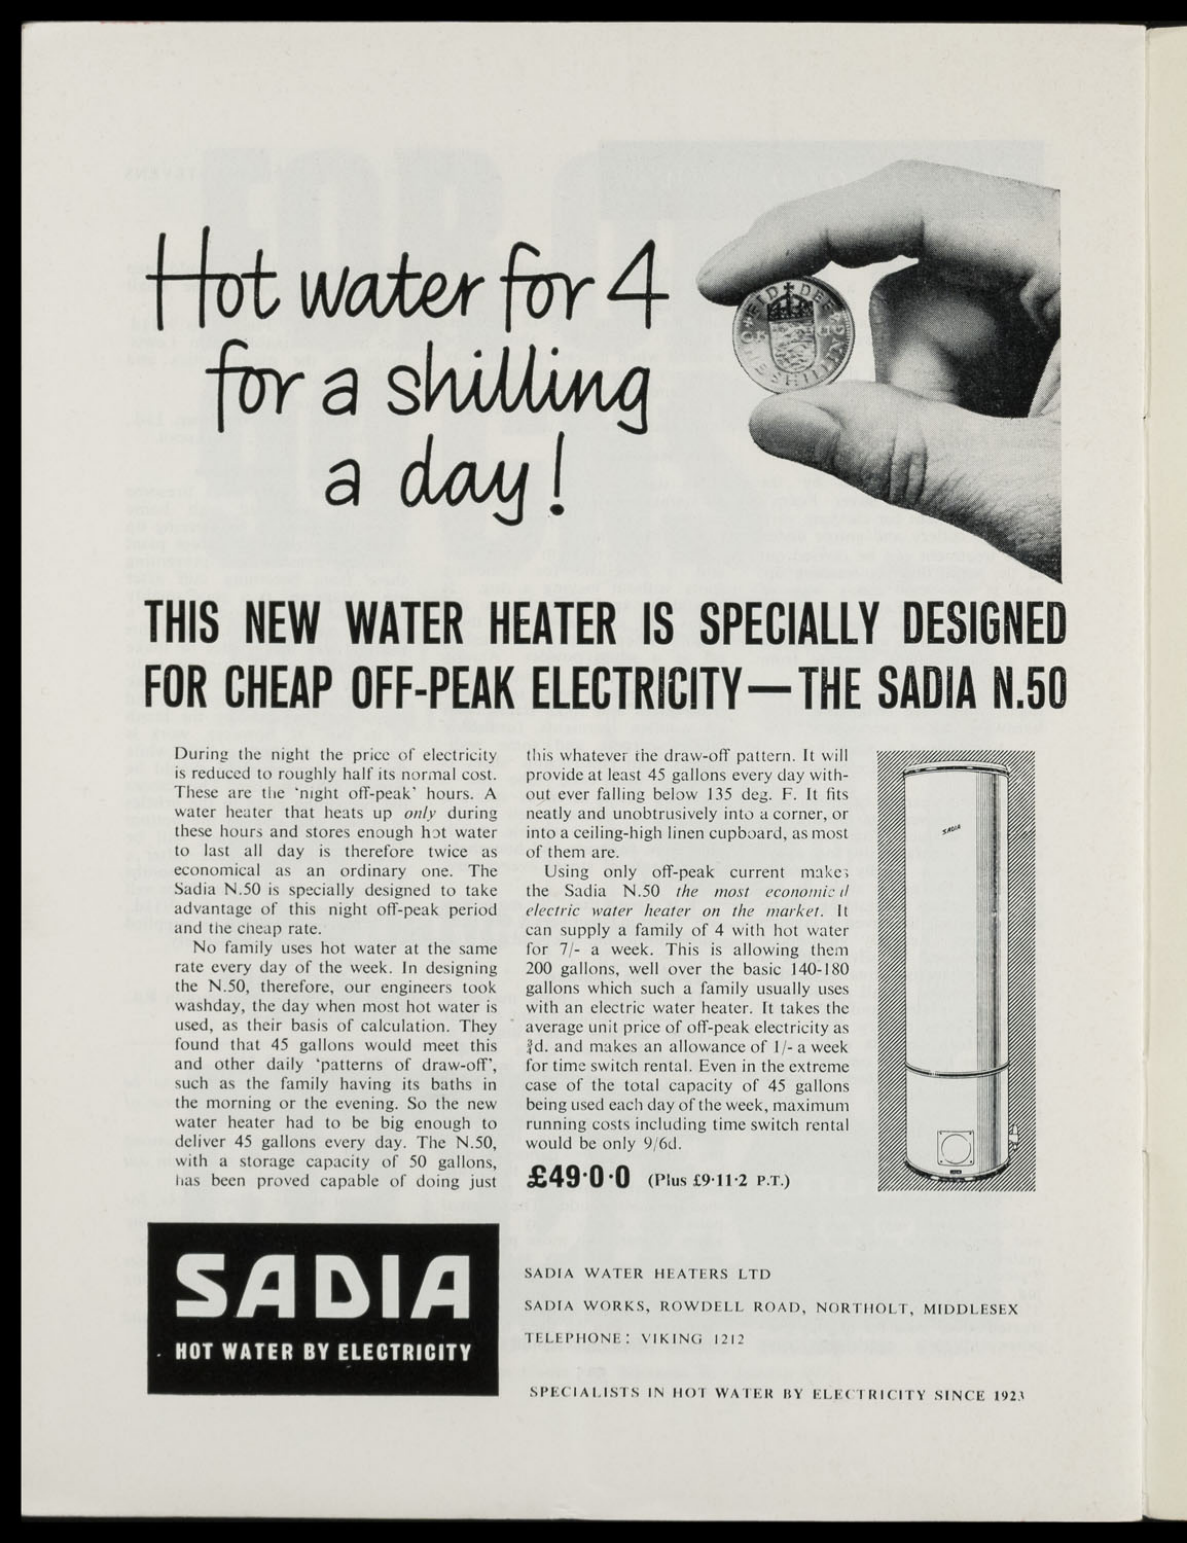 Hot water for 4
for a shilling
a day!
THIS NEW WATER HEATER IS SPECIALLY DESIGNED
FOR CHEAP OFF-PEAK ELECTRICITY—THE SADIA N.50
During the night the price of electricity
is reduced to roughly half its normal cost.
These are the 'night off-peak' hours. A
water heater that heats up only during
these hours and stores enough hot water
to last all day is therefore twice as
economical as an ordinary one. The
Sadia N.50 is specially designed to take
advantage of this night off-peak period
and the cheap rate.
No family uses hot water at the same
rate every day of the week. In designing
the N.50, therefore, our engineers took
washday, the day when most hot water is
used, as their basis of calculation. They
found that 45 gallons would meet this
and other daily 'patterns of draw-off',
such as the family having its baths in
the morning or the evening. So the new
water heater had to be big enough to
deliver 45 gallons every day. The N.50,
with a storage capacity of 50 gallons,
has been proved capable of doing just
this whatever the draw-off pattern. It will
provide at least 45 gallons every day with-
out ever falling below 135 deg. F. It fits
neatly and unobtrusively into a corner, or
into a ceiling-high linen cupboard, as most
of them are.
Using only off-peak current makes
the Sadia N.50 the most economical
electric water heater on the market. It
can supply a family of 4 with hot water
for 7/- a week. This is allowing them
200 gallons, well over the basic 140-180
gallons which such a family usually uses
with an electric water heater. It takes the
average unit price of off-peak electricity as
¾d. and makes an allowance of 1/- a week
for time switch rental. Even in the extreme
case of the total capacity of 45 gallons
being used each day of the week, maximum
running costs including time switch rental
would be only 9/6d.
£49·0·0 (Plus £9·11·2 P.T.)
SADIA
SADIA
HOT WATER BY ELECTRICITY
SADIA WATER HEATERS LTD
SADIA WORKS, ROWDELL ROAD, NORTHOLT, MIDDLESEX
TELEPHONE: VIKING 1212
SPECIALISTS IN HOT WATER BY ELECTRICITY SINCE 1923